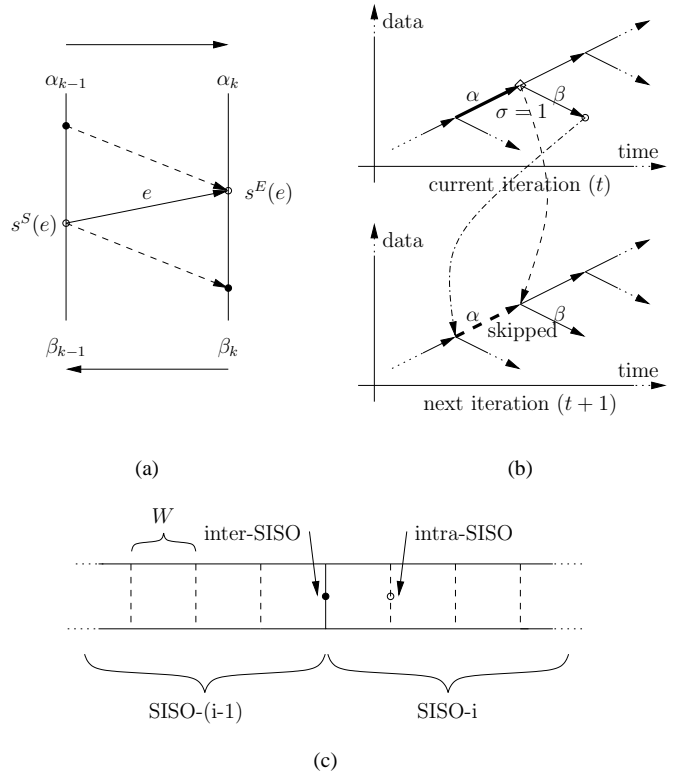 α_{k−1}
α_k
e
s^S(e)
s^E(e)
β_{k−1}
β_k
(a)
data
α
β
σ = 1
time
current iteration (t)
data
α
β
skipped
time
next iteration (t + 1)
(b)
W
inter-SISO
intra-SISO
SISO-(i-1)
SISO-i
(c)